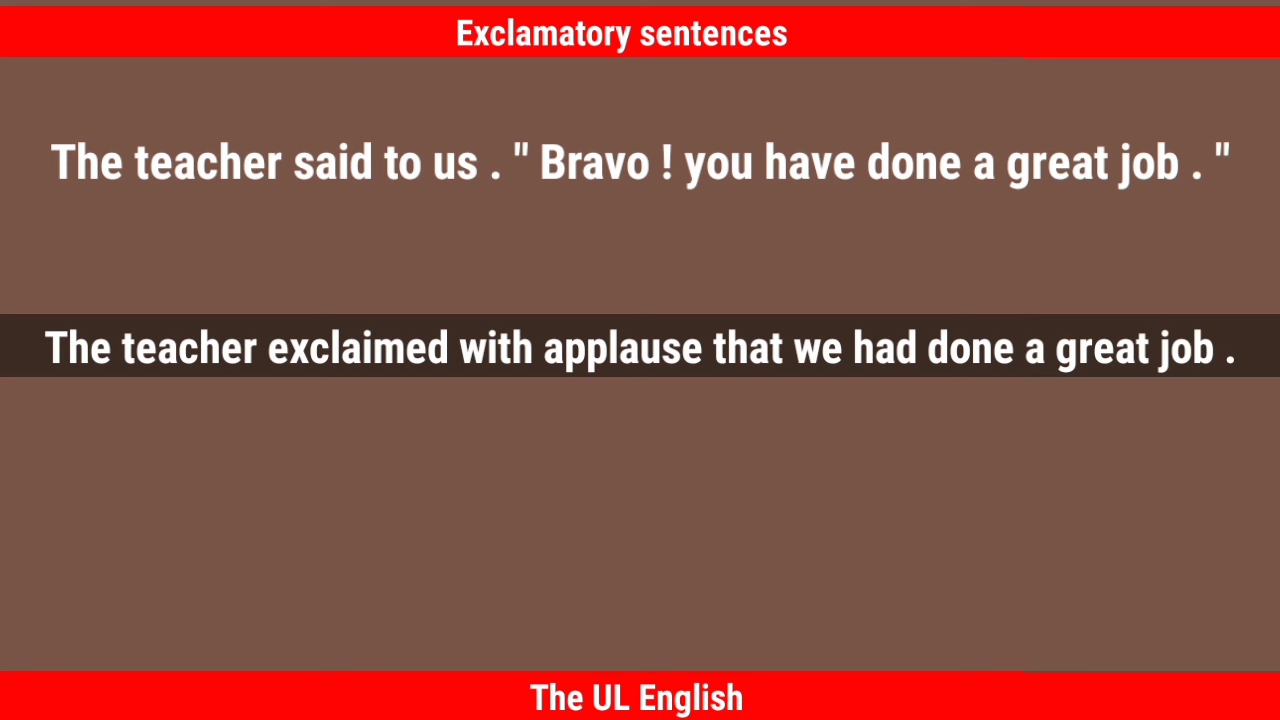 Exclamatory sentences
The teacher said to us . " Bravo ! you have done a great job . "
The teacher exclaimed with applause that we had done a great job .
The UL English